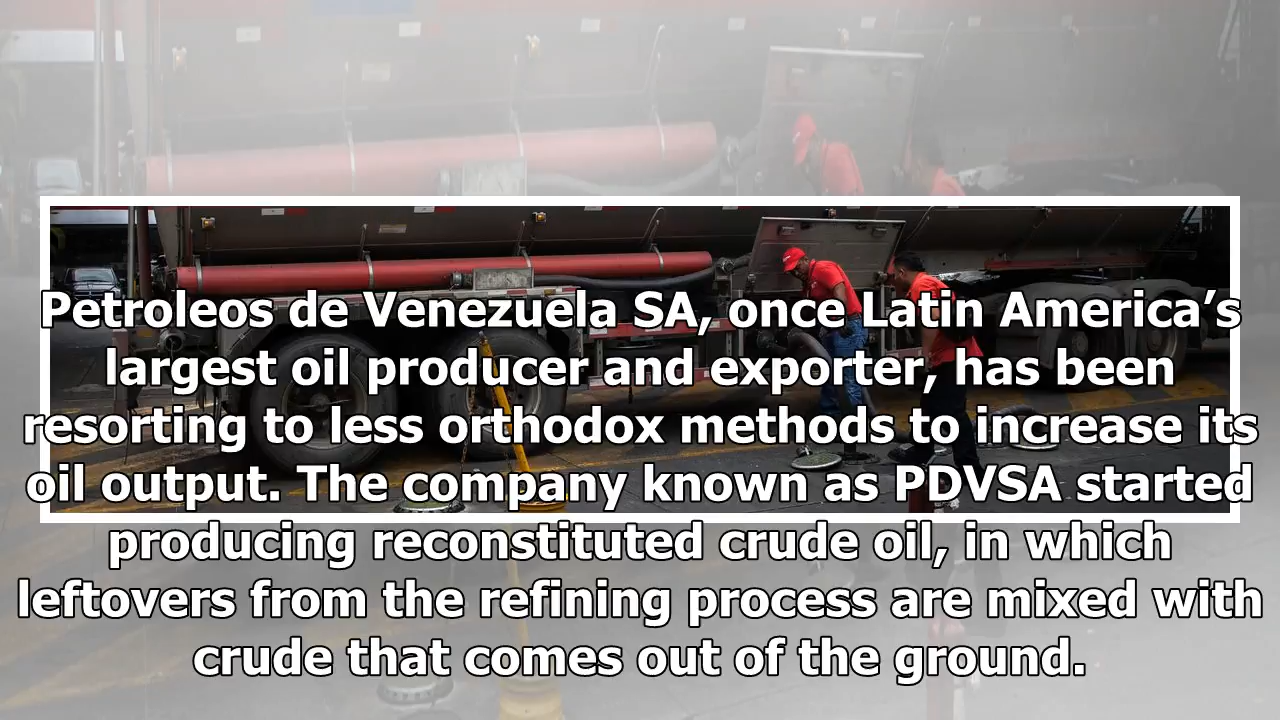 Petroleos de Venezuela SA, once Latin America’s
largest oil producer and exporter, has been
resorting to less orthodox methods to increase its
oil output. The company known as PDVSA started
producing reconstituted crude oil, in which
leftovers from the refining process are mixed with
crude that comes out of the ground.